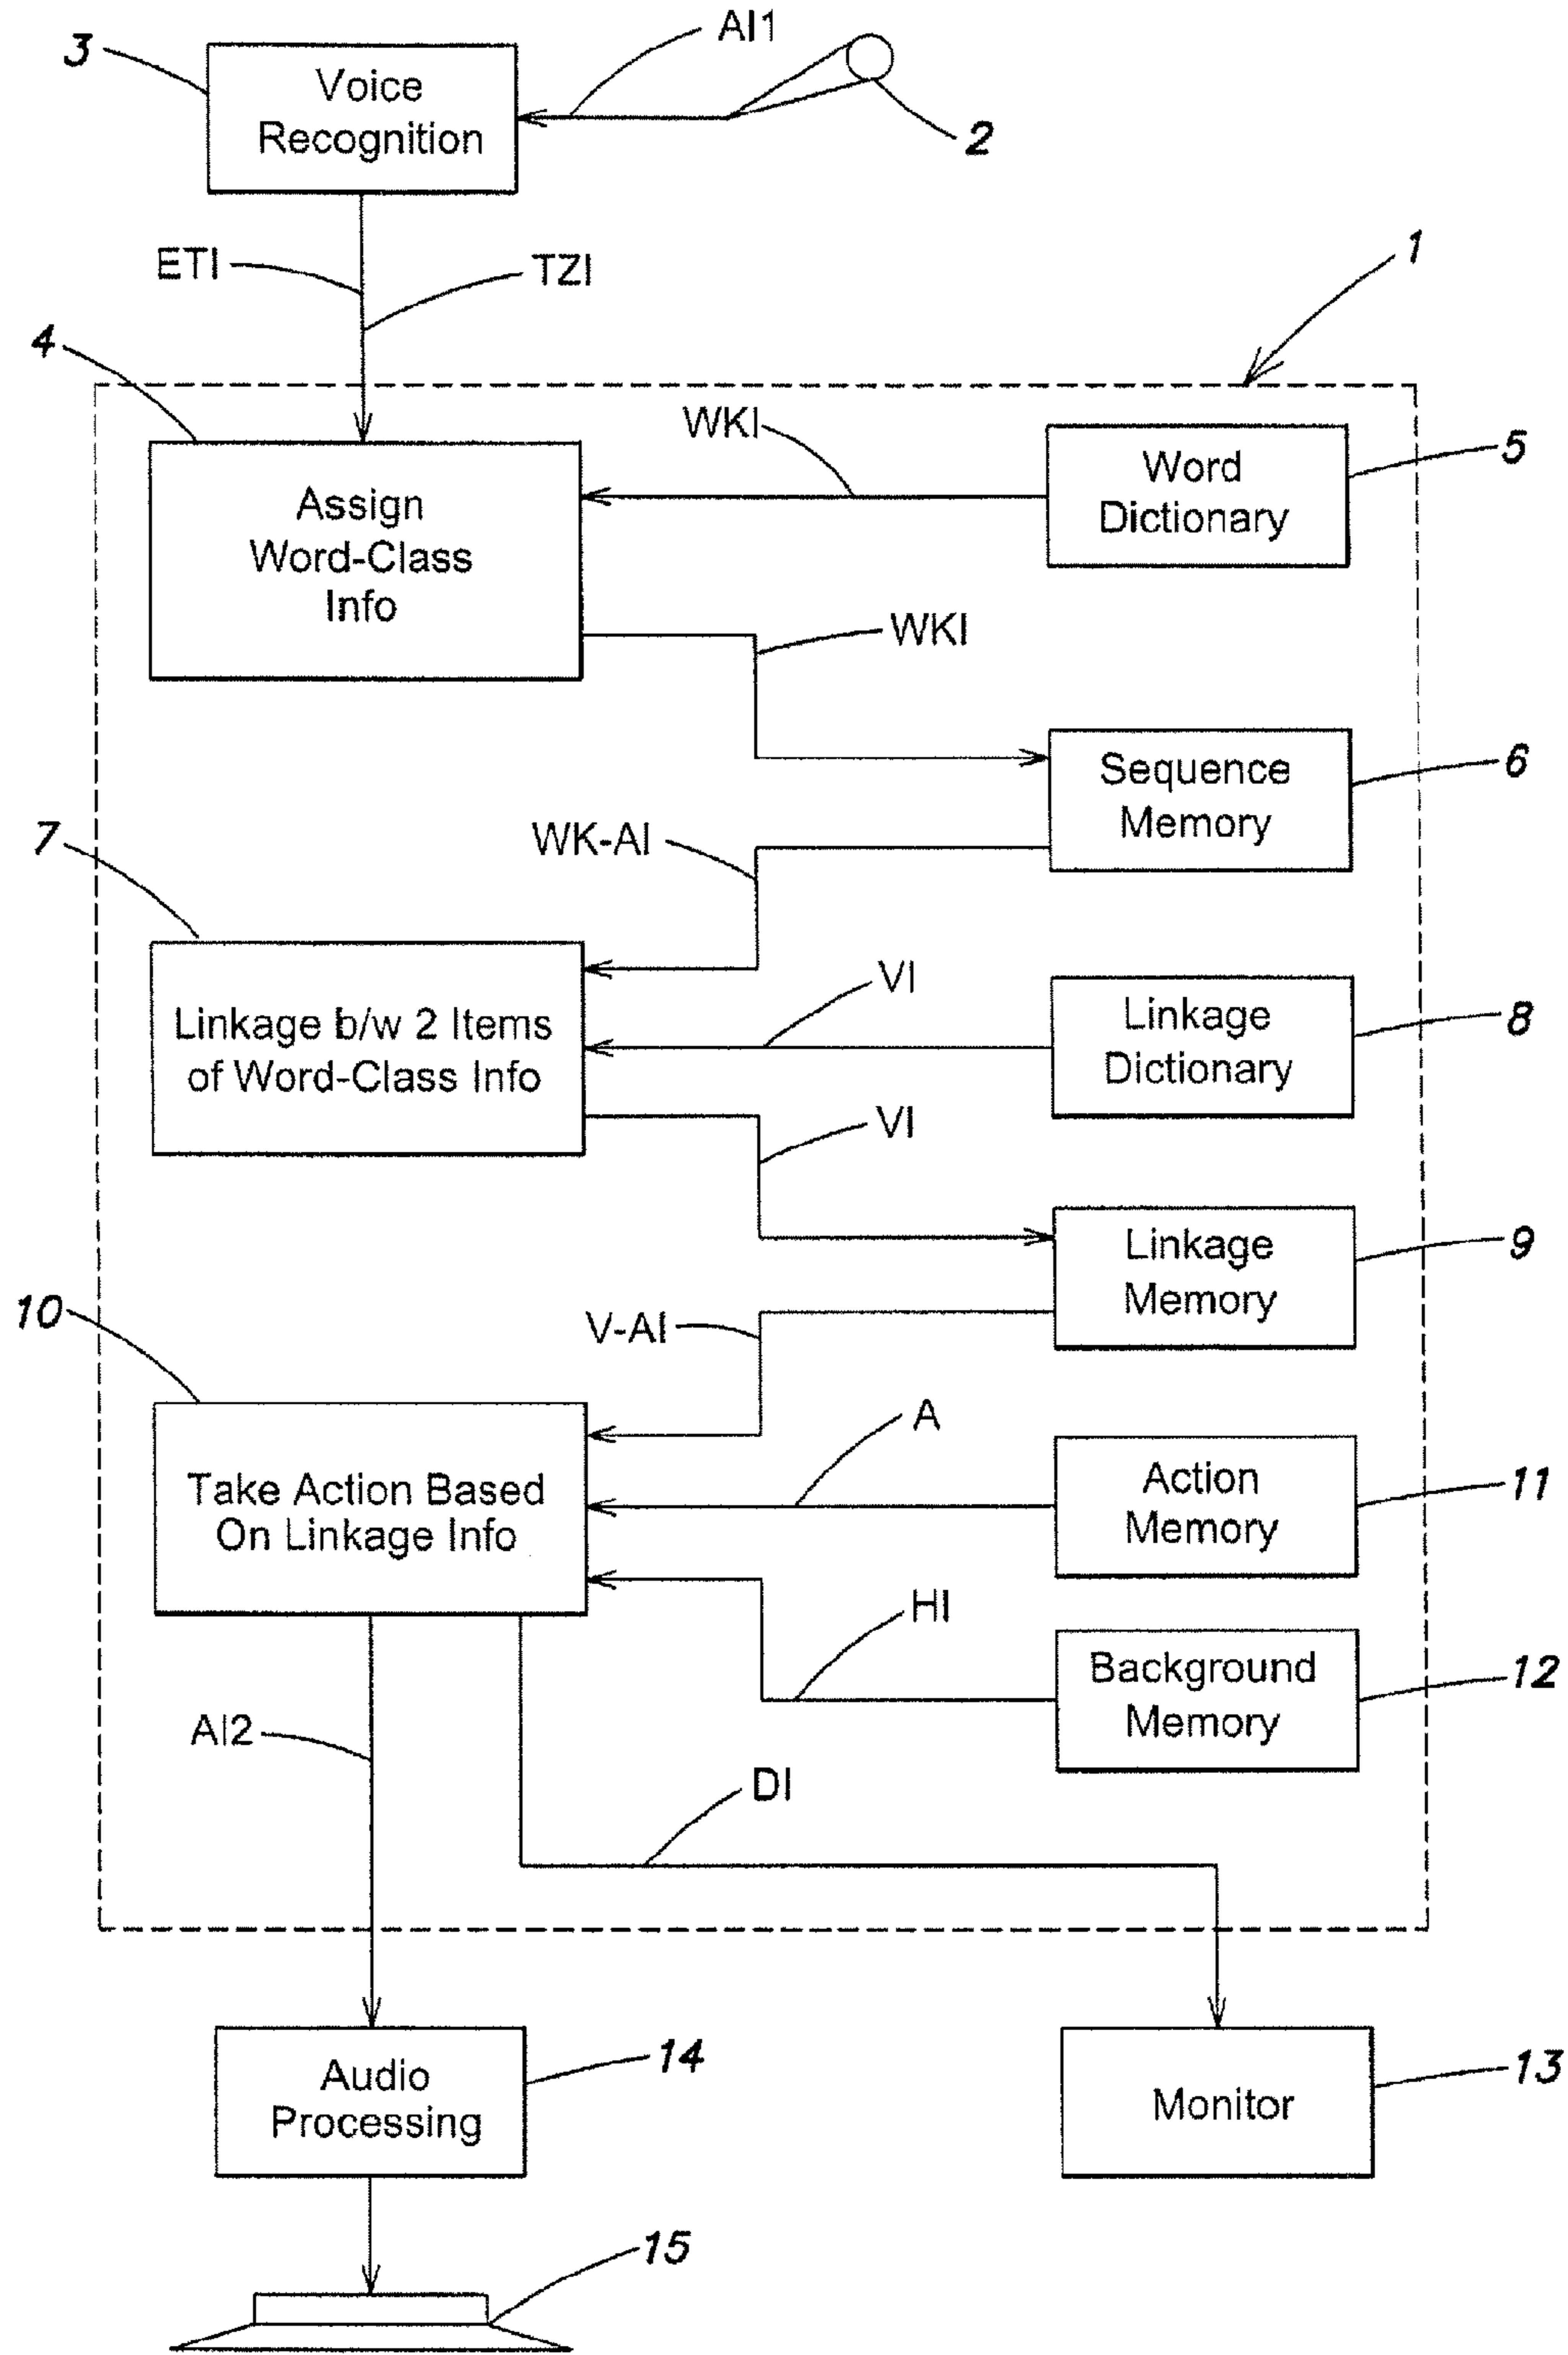 AI1
3
Voice
Recognition
2
ETI
TZI
1
4
WKI
Word
Dictionary
5
Assign
Word-Class
Info
WKI
Sequence
Memory
6
7
WK-AI
VI
Linkage
Dictionary
8
Linkage b/w 2 Items
of Word-Class Info
VI
Linkage
Memory
9
10
V-AI
A
Action
Memory
11
Take Action Based
On Linkage Info
HI
Background
Memory
12
AI2
DI
Audio
Processing
14
Monitor
13
15